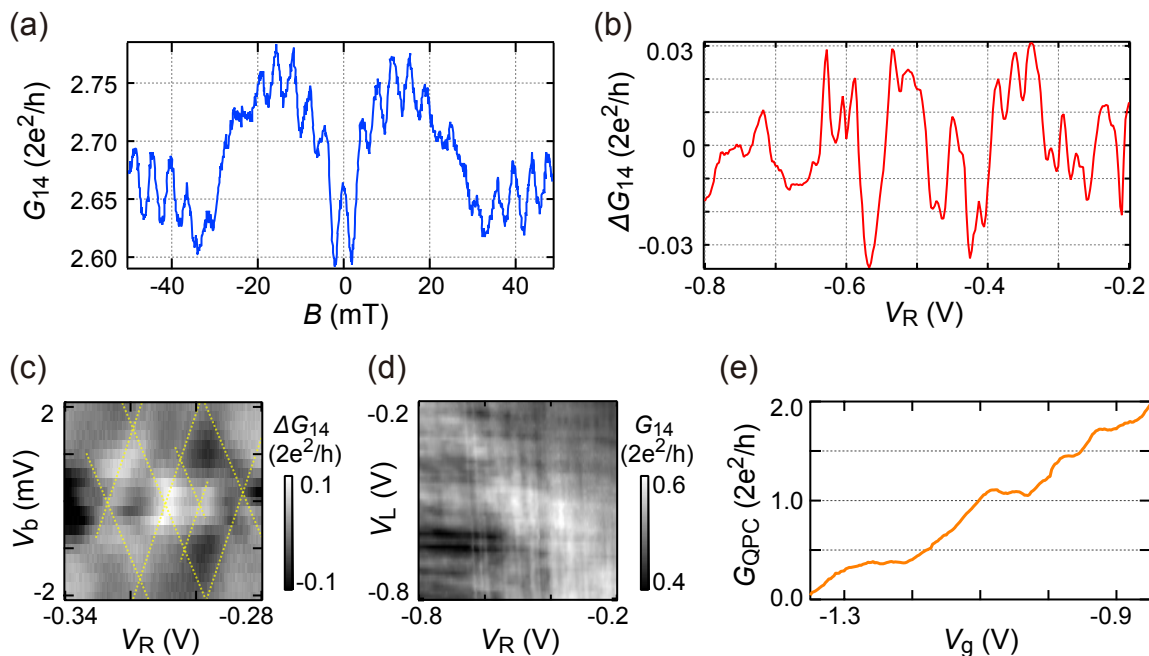 (a)
G14 (2e2/h)
2.75
2.70
2.65
2.60
-40
-20
0
20
40
B (mT)
(b)
ΔG14 (2e2/h)
0.03
0
-0.03
-0.8
-0.6
-0.4
-0.2
VR (V)
(c)
Vb (mV)
2
-2
-0.34
-0.28
VR (V)
ΔG14
(2e2/h)
0.1
-0.1
(d)
VL (V)
-0.2
-0.8
-0.8
-0.2
VR (V)
G14
(2e2/h)
0.6
0.4
(e)
GQPC (2e2/h)
2.0
1.0
0.0
-1.3
-0.9
Vg (V)